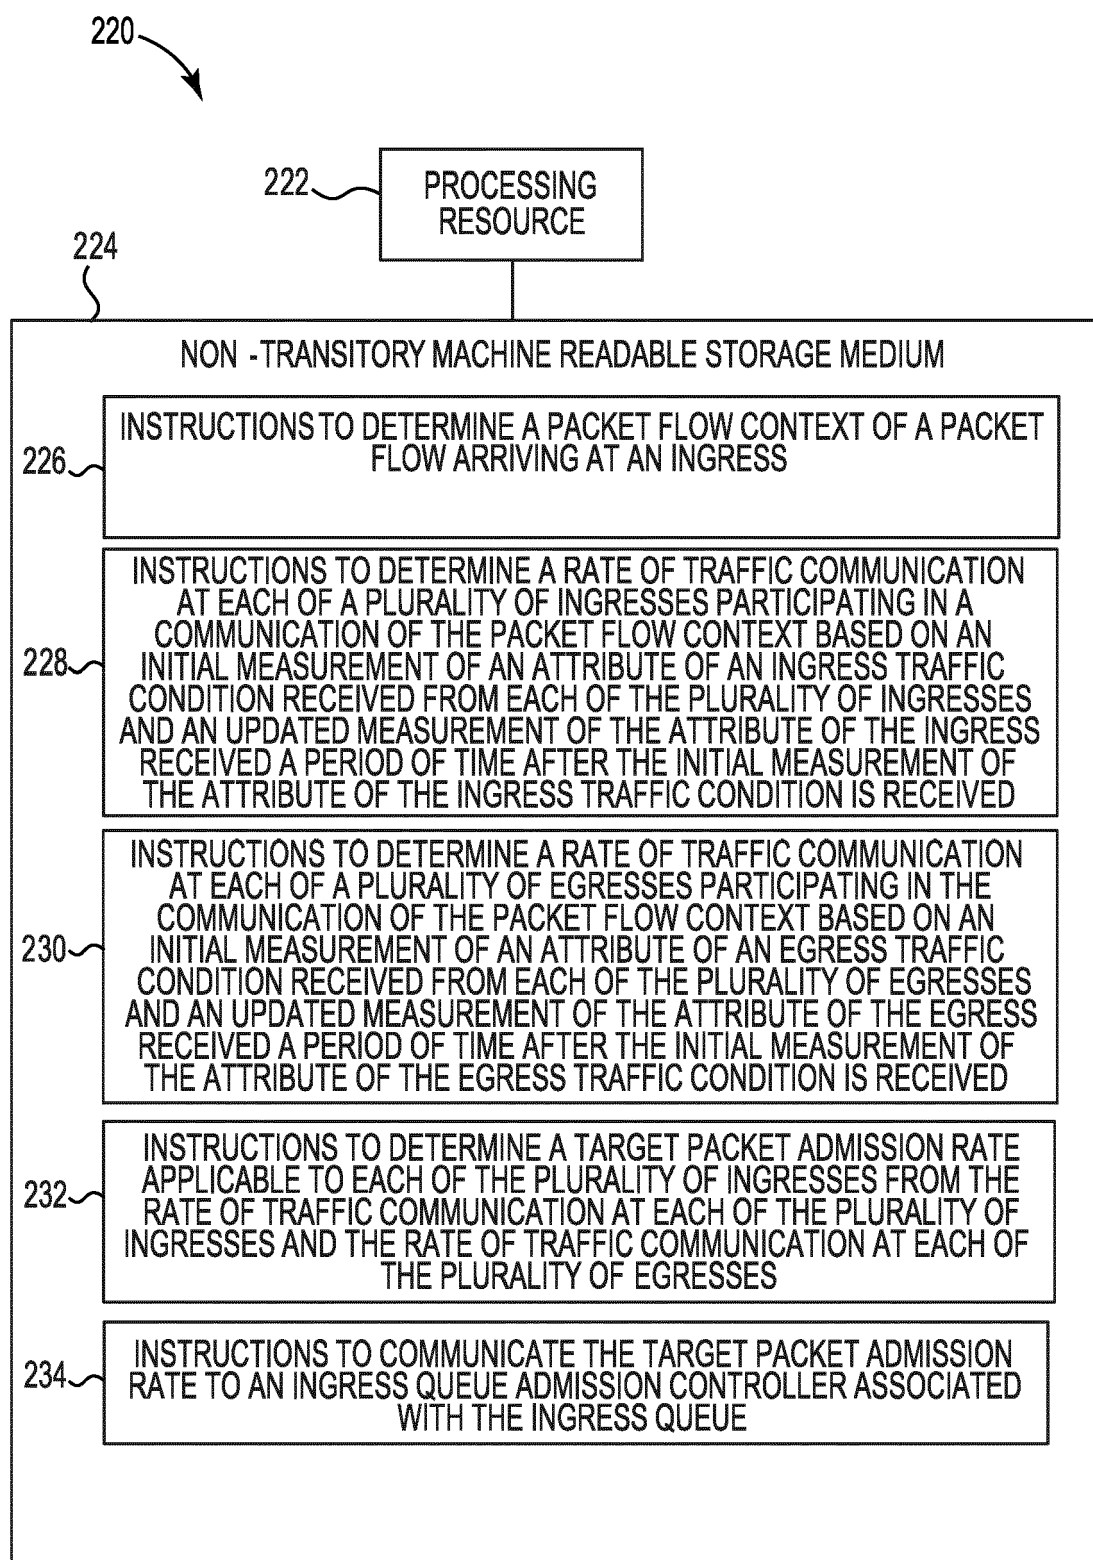 220
222
PROCESSING
RESOURCE
224
NON -TRANSITORY MACHINE READABLE STORAGE MEDIUM
226
INSTRUCTIONS TO DETERMINE A PACKET FLOW CONTEXT OF A PACKET
FLOW ARRIVING AT AN INGRESS
228
INSTRUCTIONS TO DETERMINE A RATE OF TRAFFIC COMMUNICATION
AT EACH OF A PLURALITY OF INGRESSES PARTICIPATING IN A
COMMUNICATION OF THE PACKET FLOW CONTEXT BASED ON AN
INITIAL MEASUREMENT OF AN ATTRIBUTE OF AN INGRESS TRAFFIC
CONDITION RECEIVED FROM EACH OF THE PLURALITY OF INGRESSES
AND AN UPDATED MEASUREMENT OF THE ATTRIBUTE OF THE INGRESS
RECEIVED A PERIOD OF TIME AFTER THE INITIAL MEASUREMENT OF
THE ATTRIBUTE OF THE INGRESS TRAFFIC CONDITION IS RECEIVED
230
INSTRUCTIONS TO DETERMINE A RATE OF TRAFFIC COMMUNICATION
AT EACH OF A PLURALITY OF EGRESSES PARTICIPATING IN THE
COMMUNICATION OF THE PACKET FLOW CONTEXT BASED ON AN
INITIAL MEASUREMENT OF AN ATTRIBUTE OF AN EGRESS TRAFFIC
CONDITION RECEIVED FROM EACH OF THE PLURALITY OF EGRESSES
AND AN UPDATED MEASUREMENT OF THE ATTRIBUTE OF THE EGRESS
RECEIVED A PERIOD OF TIME AFTER THE INITIAL MEASUREMENT OF
THE ATTRIBUTE OF THE EGRESS TRAFFIC CONDITION IS RECEIVED
232
INSTRUCTIONS TO DETERMINE A TARGET PACKET ADMISSION RATE
APPLICABLE TO EACH OF THE PLURALITY OF INGRESSES FROM THE
RATE OF TRAFFIC COMMUNICATION AT EACH OF THE PLURALITY OF
INGRESSES AND THE RATE OF TRAFFIC COMMUNICATION AT EACH OF
THE PLURALITY OF EGRESSES
234
INSTRUCTIONS TO COMMUNICATE THE TARGET PACKET ADMISSION
RATE TO AN INGRESS QUEUE ADMISSION CONTROLLER ASSOCIATED
WITH THE INGRESS QUEUE